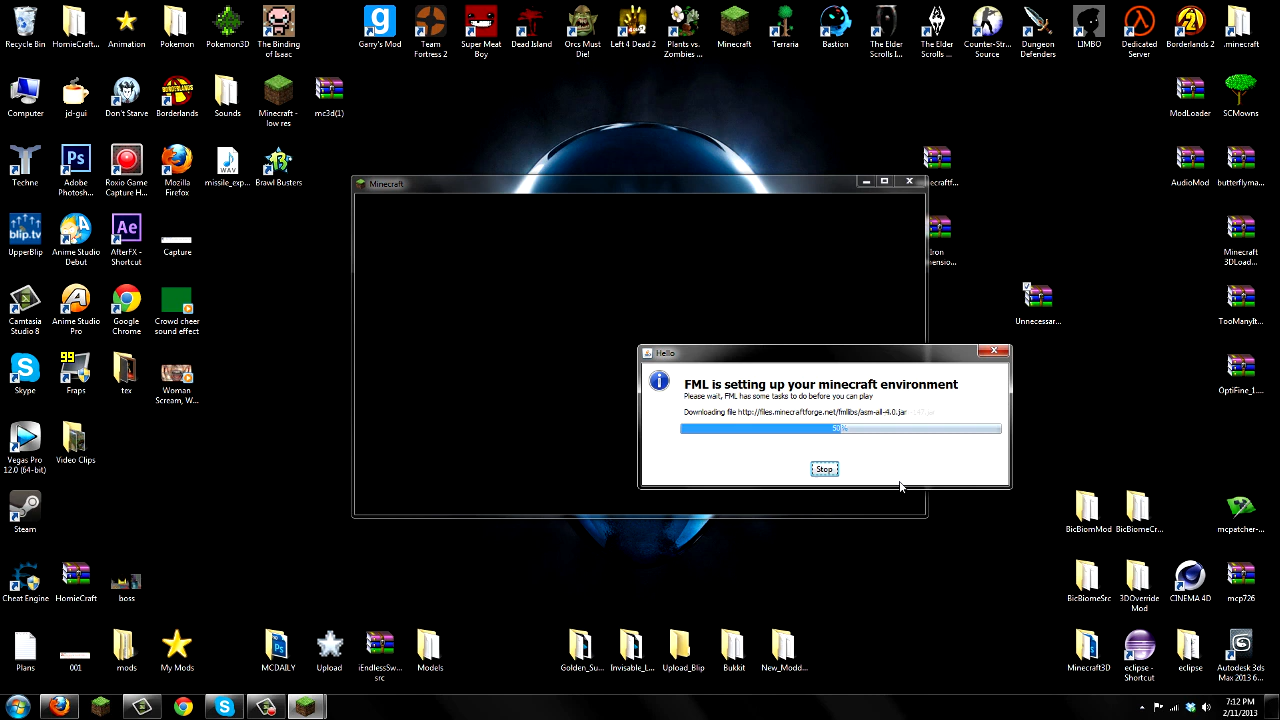 Recycle Bin
HomieCraf...
Animation
Pokemon
Pokemon3D
The Binding
of Isaac
Garry's Mod
Team
Fortress 2
Super Meat
Boy
Dead Island
Orcs Must
Die!
Left 4 Dead 2
Plants vs.
Zombies ...
Minecraft
Terraria
Bastion
The Elder
Scrolls I...
The Elder
Scrolls ...
Counter-Str...
Source
Dungeon
Defenders
LIMBO
Dedicated
Server
Borderlands 2
.minecraft
Computer
jd-gui
Don't Starve
Borderlands
Sounds
Minecraft -
low res
mc3d(1)
ModLoader
SCMowns
Techne
Adobe
Photosh...
Roxio Game
Capture H...
Mozilla
Firefox
missile_exp...
Brawl Busters
AudioMod
butterflyma...
Minecraft
blip.tv
UpperBlip
Anime Studio
Debut
AfterFX -
Shortcut
Capture
Minecraft
3DLoad...
Camtasia
Studio 8
Anime Studio
Pro
Google
Chrome
Crowd cheer
sound effect
Unnecessar...
TooManyIt...
Hello
FML is setting up your minecraft environment
Please wait, FML has some tasks to do before you can play
Downloading file http://files.minecraftforge.net/fmllibs/asm-all-4.0.jar
50%
Stop
Skype
99
Fraps
tex
Woman
Scream, W...
OptiFine_1...
Vegas Pro
12.0 (64-bit)
Video Clips
Steam
BicBiomMod
BicBiomeCr...
mcpatcher-...
Cheat Engine
HomieCraft
boss
BicBiomeSrc
3DOverride
Mod
CINEMA 4D
mcp726
Plans
001
mods
My Mods
MCDAILY
Upload
iEndlessSw...
src
Models
Golden_Su...
Invisable_L...
Upload_Blip
Bukkit
New_Modd...
Minecraft3D
eclipse -
Shortcut
eclipse
Autodesk 3ds
Max 2013 6...
7:12 PM
2/11/2013